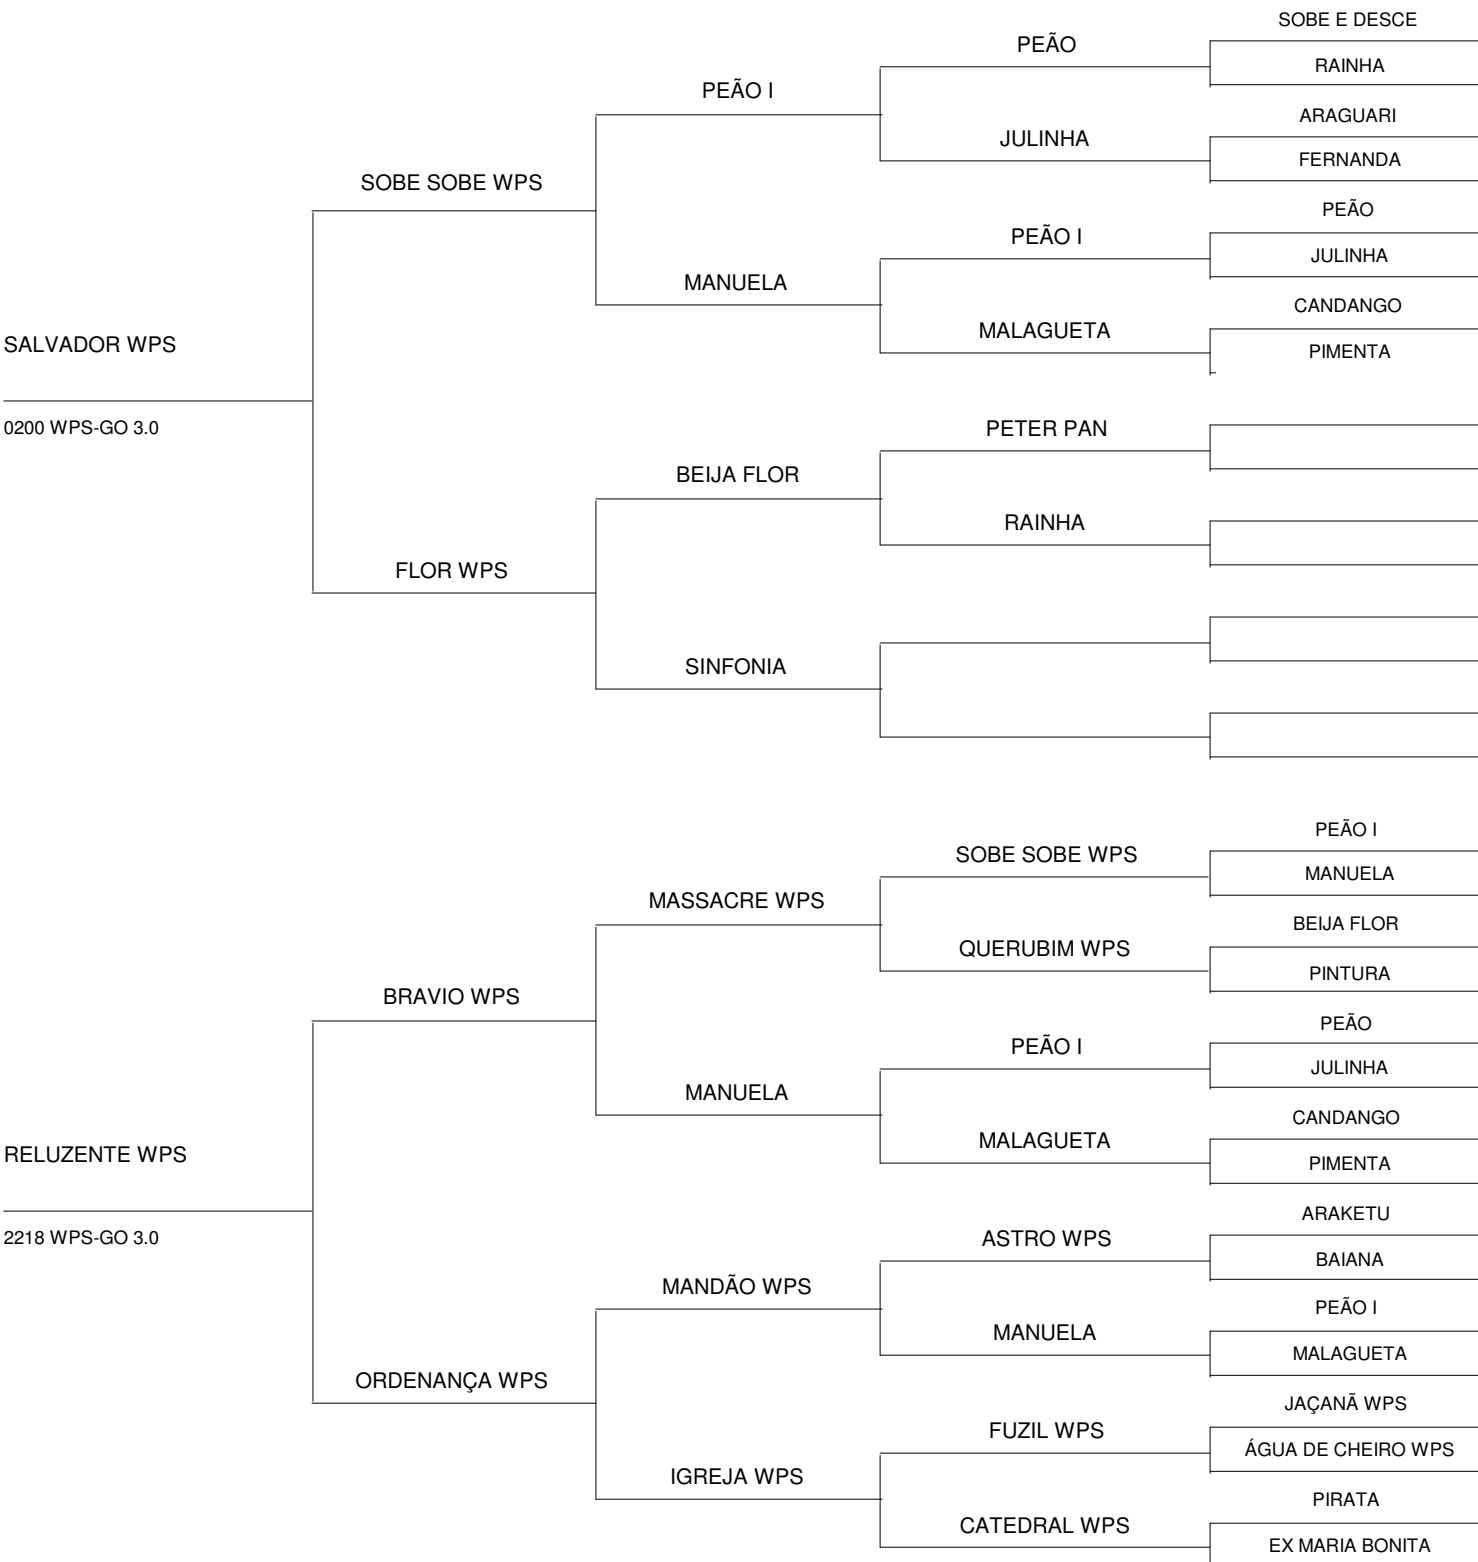 SOBE E DESCE
PEÃO
RAINHA
PEÃO I
ARAGUARI
JULINHA
FERNANDA
SOBE SOBE WPS
PEÃO
PEÃO I
JULINHA
MANUELA
CANDANGO
MALAGUETA
PIMENTA
SALVADOR WPS
0200 WPS-GO 3.0
PETER PAN
BEIJA FLOR
RAINHA
FLOR WPS
SINFONIA
PEÃO I
SOBE SOBE WPS
MANUELA
MASSACRE WPS
BEIJA FLOR
QUERUBIM WPS
PINTURA
BRAVIO WPS
PEÃO
PEÃO I
JULINHA
MANUELA
CANDANGO
MALAGUETA
PIMENTA
RELUZENTE WPS
2218 WPS-GO 3.0
ARAKETU
ASTRO WPS
BAIANA
MANDÃO WPS
PEÃO I
MANUELA
MALAGUETA
ORDENANÇA WPS
JAÇANÃ WPS
FUZIL WPS
ÁGUA DE CHEIRO WPS
IGREJA WPS
PIRATA
CATEDRAL WPS
EX MARIA BONITA